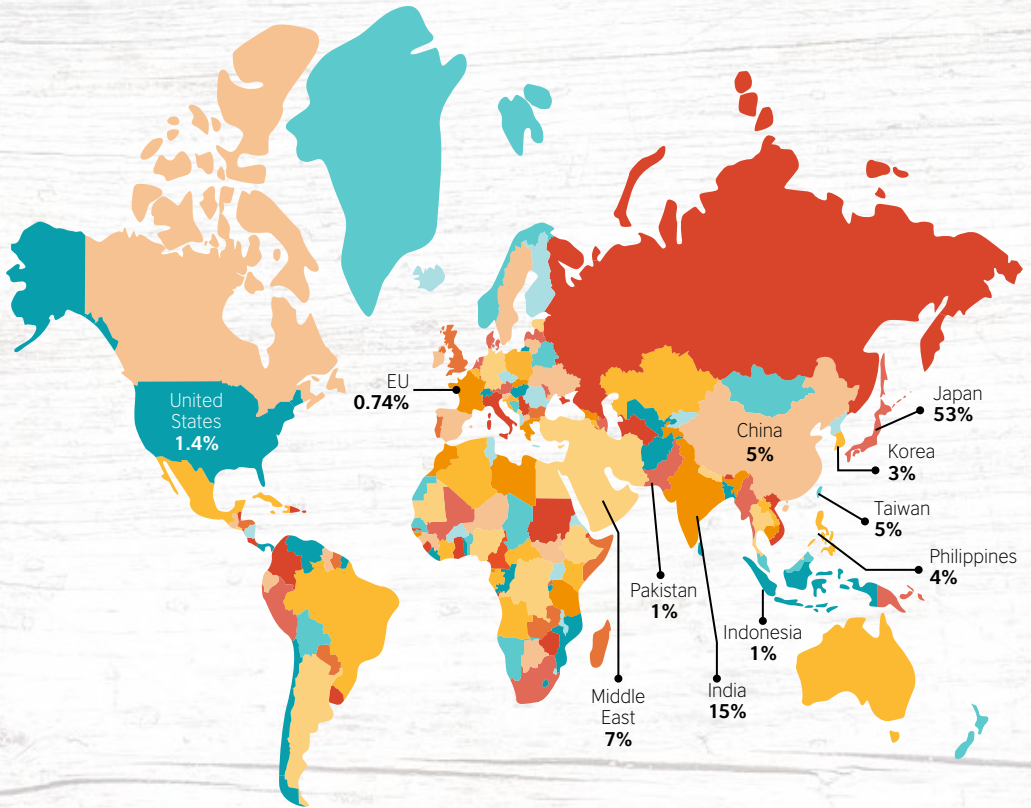 EU
0.74%
United
States
1.4%
China
5%
Japan
53%
Korea
3%
Taiwan
5%
Philippines
4%
Pakistan
1%
Indonesia
1%
India
15%
Middle
East
7%